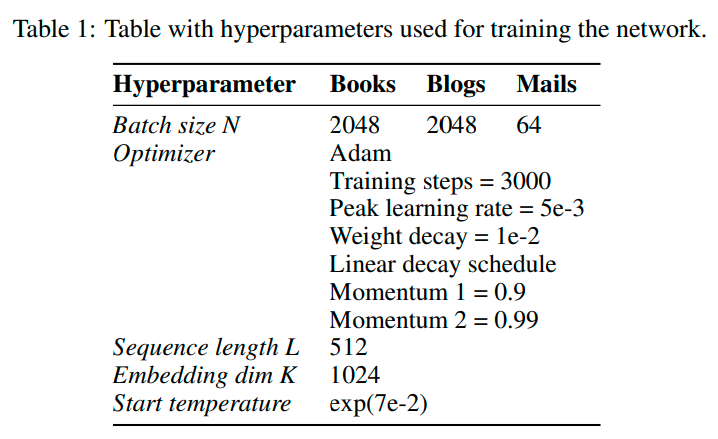 Table 1: Table with hyperparameters used for training the network.
Hyperparameter Books Blogs Mails
Batch size N 2048 2048 64
Optimizer Adam
Training steps = 3000
Peak learning rate = 5e-3
Weight decay = 1e-2
Linear decay schedule
Momentum 1 = 0.9
Momentum 2 = 0.99
Sequence length L 512
Embedding dim K 1024
Start temperature exp(7e-2)